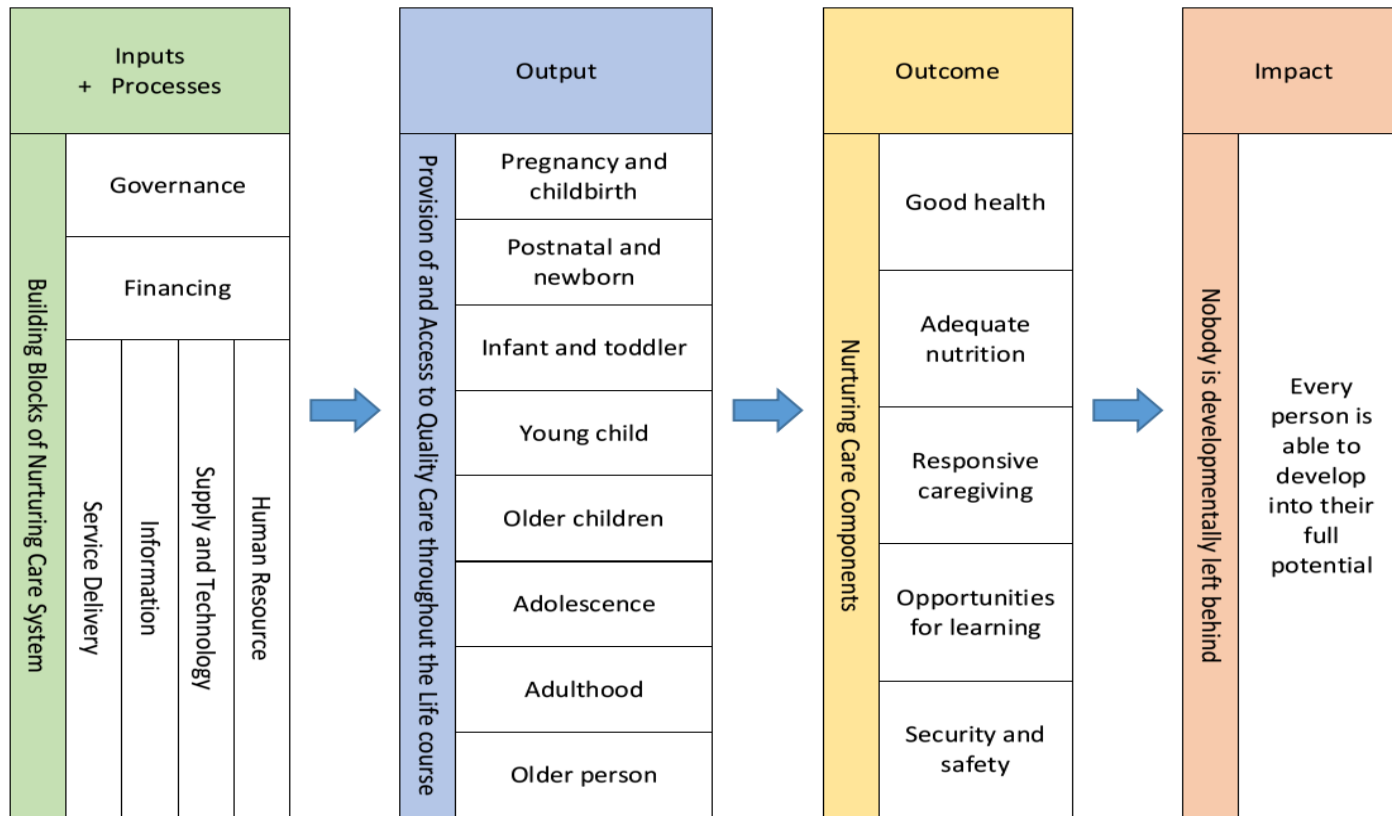 Inputs
+ Processes
Building Blocks of Nurturing Care System
Governance
Financing
Service Delivery
Information
Supply and Technology
Human Resource
Output
Provision of and Access to Quality Care throughout the Life course
Pregnancy and
childbirth
Postnatal and
newborn
Infant and toddler
Young child
Older children
Adolescence
Adulthood
Older person
Outcome
Nurturing Care Components
Good health
Adequate
nutrition
Responsive
caregiving
Opportunities
for learning
Security and
safety
Impact
Nobody is developmentally left behind
Every
person is
able to
develop
into their
full
potential